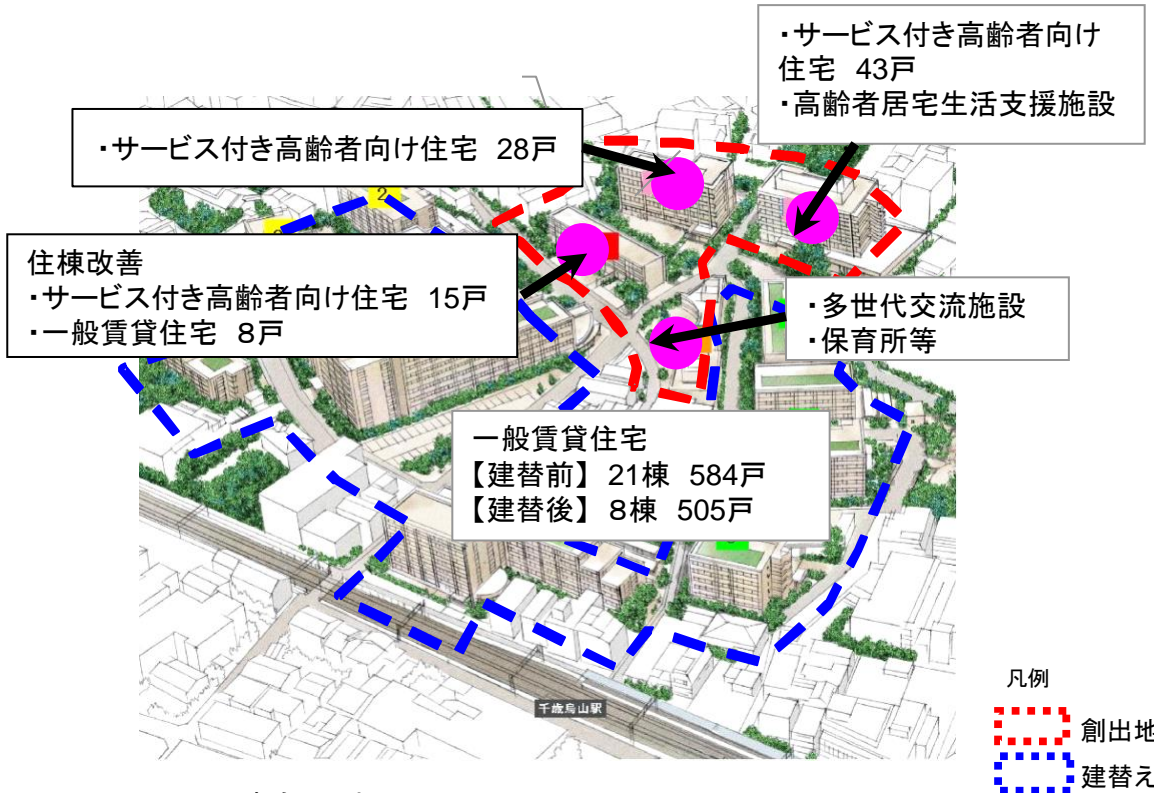 ・サービス付き高齢者向け
住宅 43戸
・高齢者居宅生活支援施設
・サービス付き高齢者向け住宅 28戸
2
住棟改善
・サービス付き高齢者向け住宅 15戸
・一般賃貸住宅 8戸
・多世代交流施設
・保育所等
一般賃貸住宅
【建替前】 21棟 584戸
【建替後】 8棟 505戸
千歳烏山駅
凡例
創出地
建替え